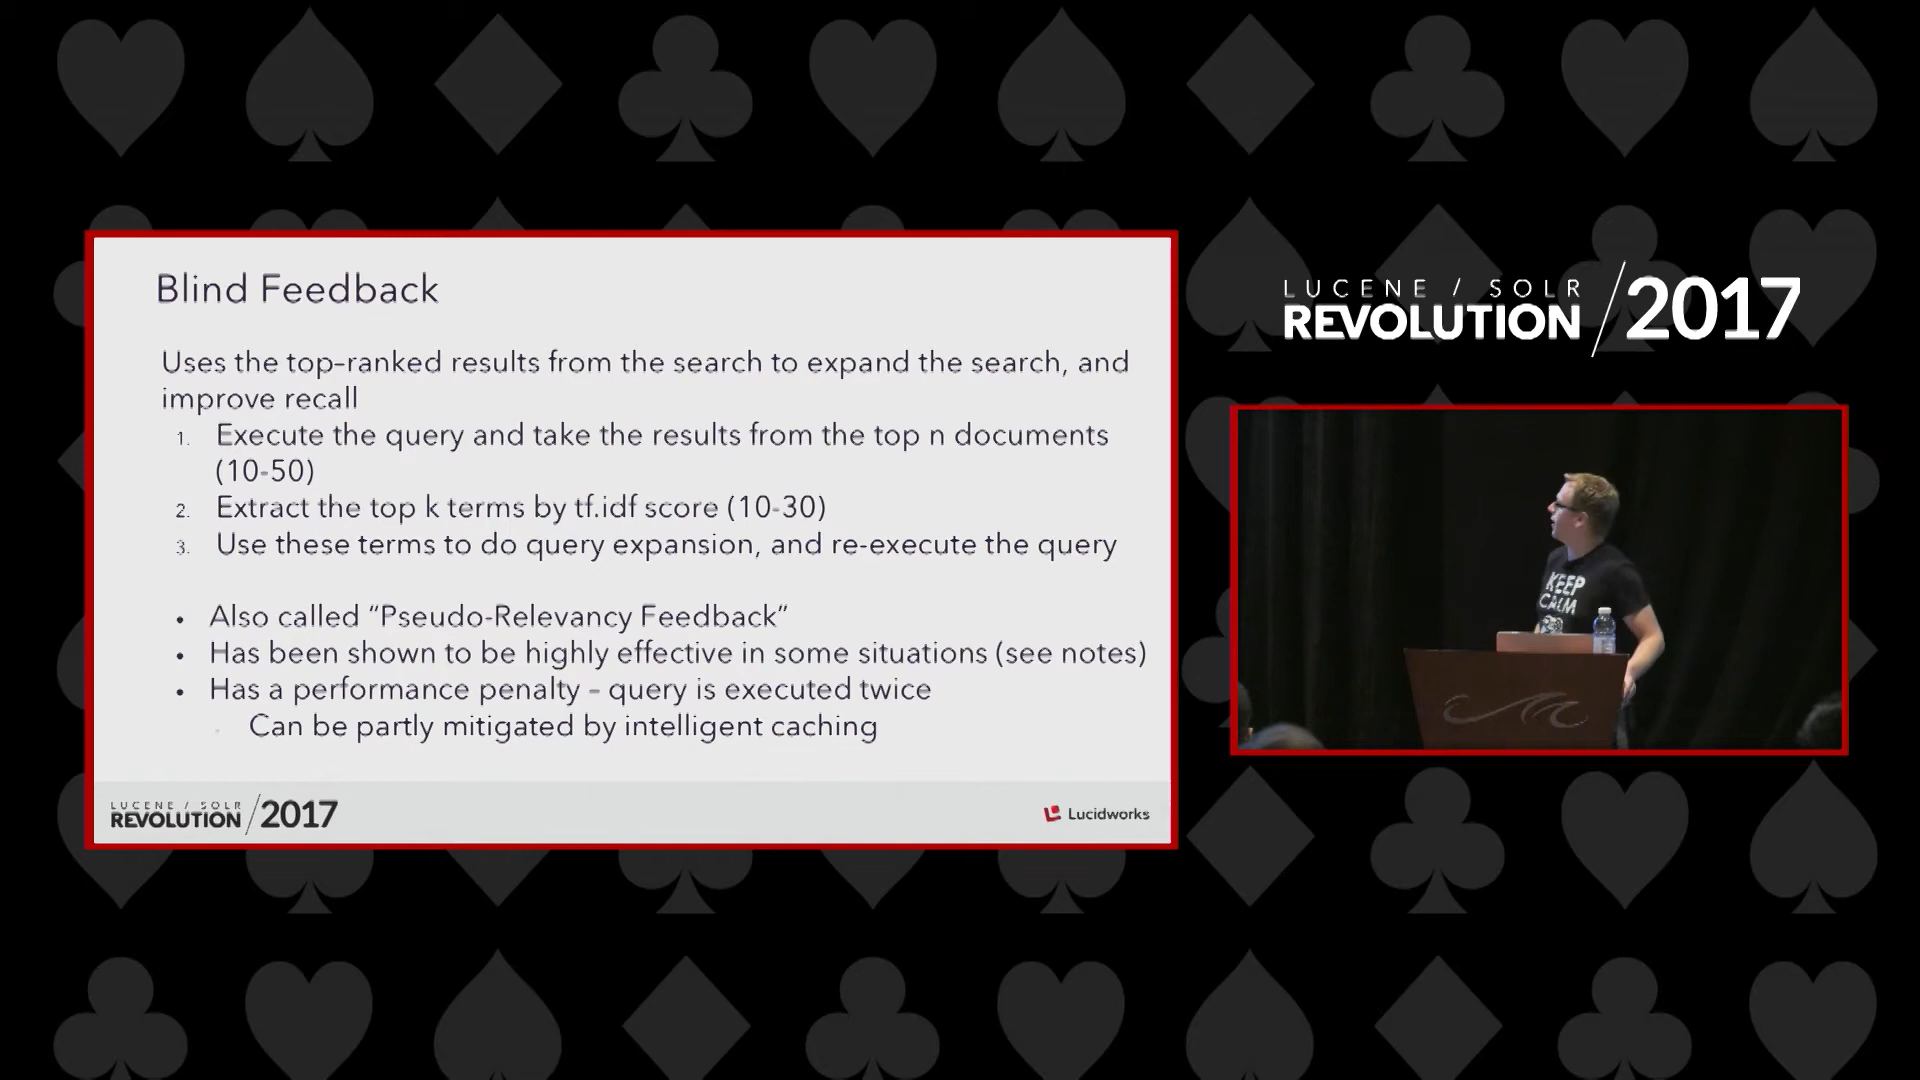 Blind Feedback
Uses the top-ranked results from the search to expand the search, and
improve recall
1. Execute the query and take the results from the top n documents
(10-50)
2. Extract the top k terms by tf.idf score (10-30)
3. Use these terms to do query expansion, and re-execute the query
• Also called “Pseudo-Relevancy Feedback”
• Has been shown to be highly effective in some situations (see notes)
• Has a performance penalty – query is executed twice
Can be partly mitigated by intelligent caching
LUCENE / SOLR
REVOLUTION / 2017
Lucidworks
LUCENE / SOLR
REVOLUTION / 2017
KEEP
CALM